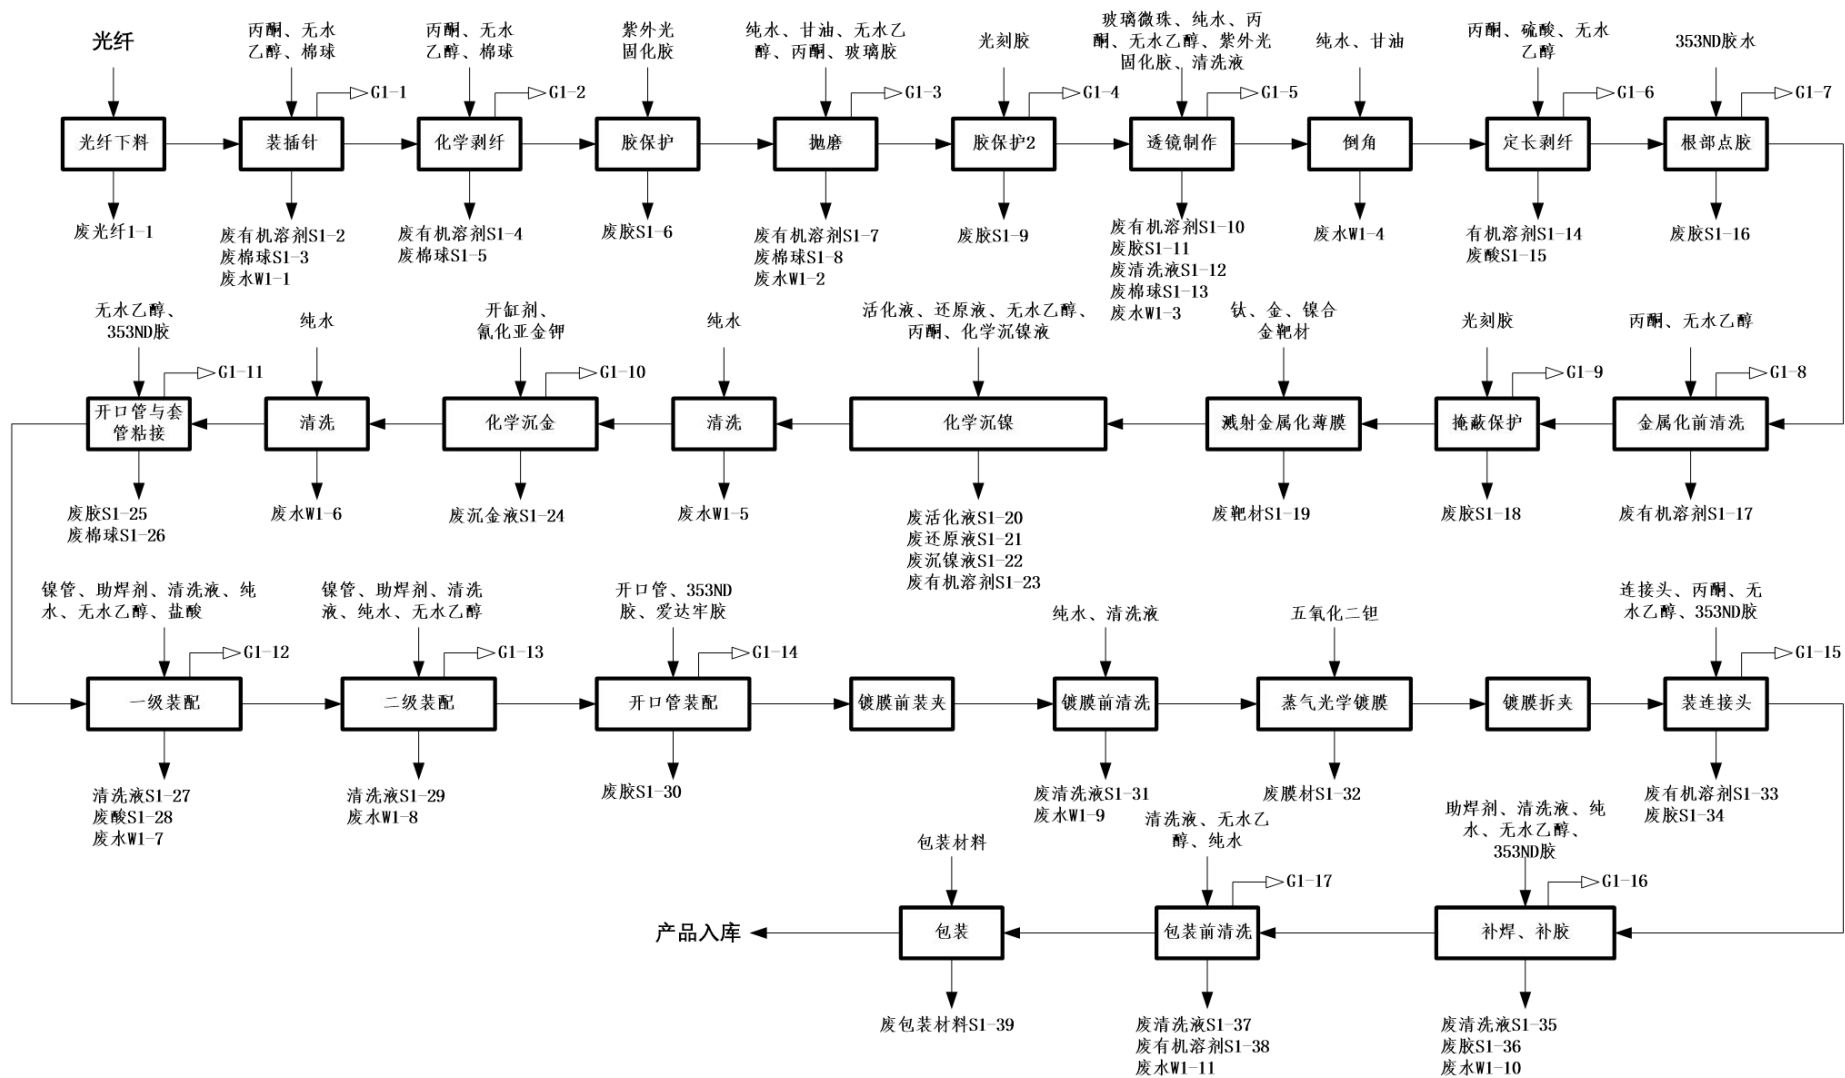 光纤
丙酮、无水
乙醇、棉球
丙酮、无水
乙醇、棉球
紫外光
固化胶
纯水、甘油、无水乙
醇、丙酮、玻璃胶
光刻胶
玻璃微珠、纯水、丙
酮、无水乙醇、紫外光
固化胶、清洗液
纯水、甘油
丙酮、硫酸、无水
乙醇
353ND胶水
G1-1
G1-2
G1-3
G1-4
G1-5
G1-6
G1-7
光纤下料
装插针
化学剥纤
胶保护
抛磨
胶保护2
透镜制作
倒角
定长剥纤
根部点胶
废光纤1-1
废有机溶剂S1-2
废棉球S1-3
废水W1-1
废有机溶剂S1-4
废棉球S1-5
废胶S1-6
废有机溶剂S1-7
废棉球S1-8
废水W1-2
废胶S1-9
废有机溶剂S1-10
废胶S1-11
废清洗液S1-12
废棉球S1-13
废水W1-3
废水W1-4
有机溶剂S1-14
废酸S1-15
废胶S1-16
无水乙醇、
353ND胶
纯水
开缸剂、
氰化亚金钾
纯水
活化液、还原液、无水乙醇、
丙酮、化学沉镍液
钛、金、镍合
金靶材
光刻胶
丙酮、无水乙醇
G1-11
G1-10
G1-9
G1-8
开口管与套
管粘接
清洗
化学沉金
清洗
化学沉镍
溅射金属化薄膜
掩蔽保护
金属化前清洗
废胶S1-25
废棉球S1-26
废水W1-6
废沉金液S1-24
废水W1-5
废活化液S1-20
废还原液S1-21
废沉镍液S1-22
废有机溶剂S1-23
废靶材S1-19
废胶S1-18
废有机溶剂S1-17
镍管、助焊剂、清洗液、纯
水、无水乙醇、盐酸
镍管、助焊剂、清洗
液、纯水、无水乙醇
开口管、353ND
胶、爱达牢胶
纯水、清洗液
五氧化二钽
连接头、丙酮、无
水乙醇、353ND胶
G1-12
G1-13
G1-14
G1-15
一级装配
二级装配
开口管装配
镀膜前装夹
镀膜前清洗
蒸气光学镀膜
镀膜拆夹
装连接头
清洗液S1-27
废酸S1-28
废水W1-7
清洗液S1-29
废水W1-8
废胶S1-30
废清洗液S1-31
废水W1-9
废膜材S1-32
废有机溶剂S1-33
废胶S1-34
包装材料
清洗液、无水乙
醇、纯水
助焊剂、清洗液、纯
水、无水乙醇、
353ND胶
G1-17
G1-16
产品入库
包装
包装前清洗
补焊、补胶
废包装材料S1-39
废清洗液S1-37
废有机溶剂S1-38
废水W1-11
废清洗液S1-35
废胶S1-36
废水W1-10